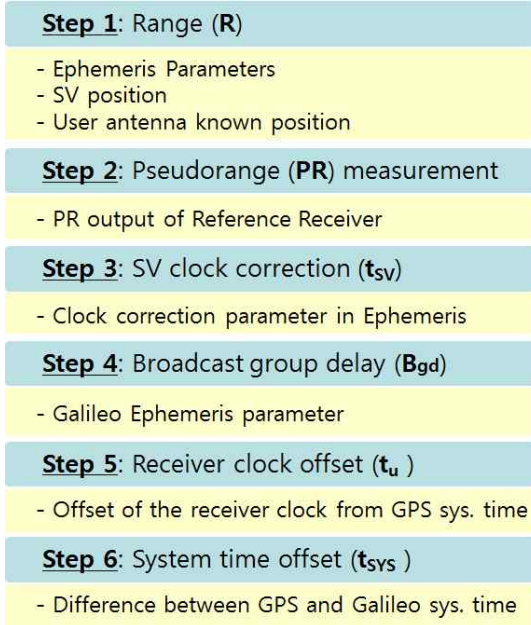 Step 1: Range (R)
- Ephemeris Parameters
- SV position
- User antenna known position
Step 2: Pseudorange (PR) measurement
- PR output of Reference Receiver
Step 3: SV clock correction (tSV)
- Clock correction parameter in Ephemeris
Step 4: Broadcast group delay (Bgd)
- Galileo Ephemeris parameter
Step 5: Receiver clock offset (tu )
- Offset of the receiver clock from GPS sys. time
Step 6: System time offset (tSYS )
- Difference between GPS and Galileo sys. time